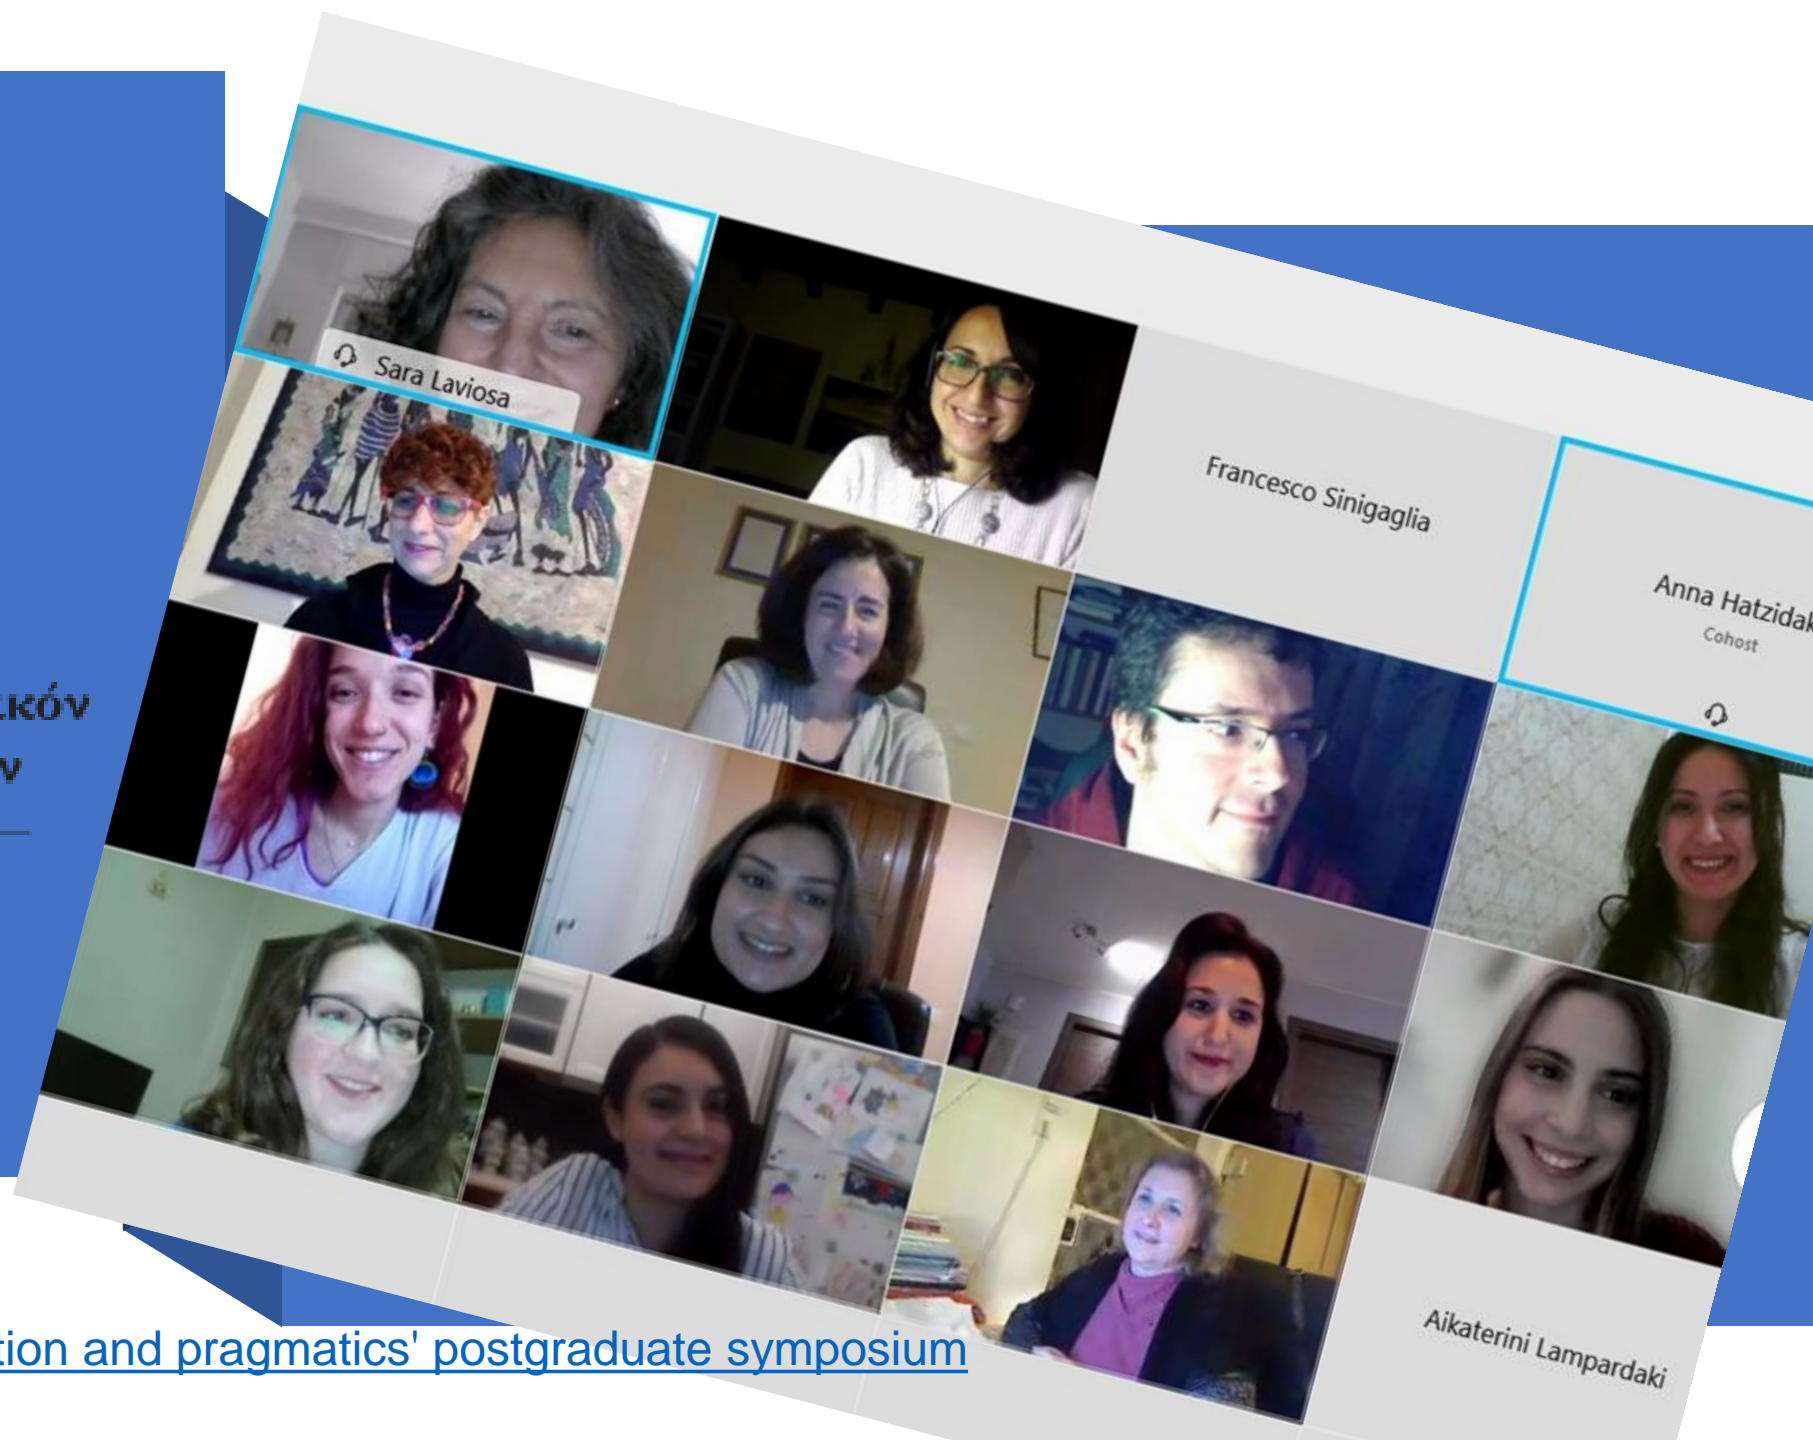 Sara Laviosa
Francesco Sinigaglia
Anna Hatzidak
Cohost
ικόν
ν
Aikaterini Lampardaki
tion and pragmatics' postgraduate symposium